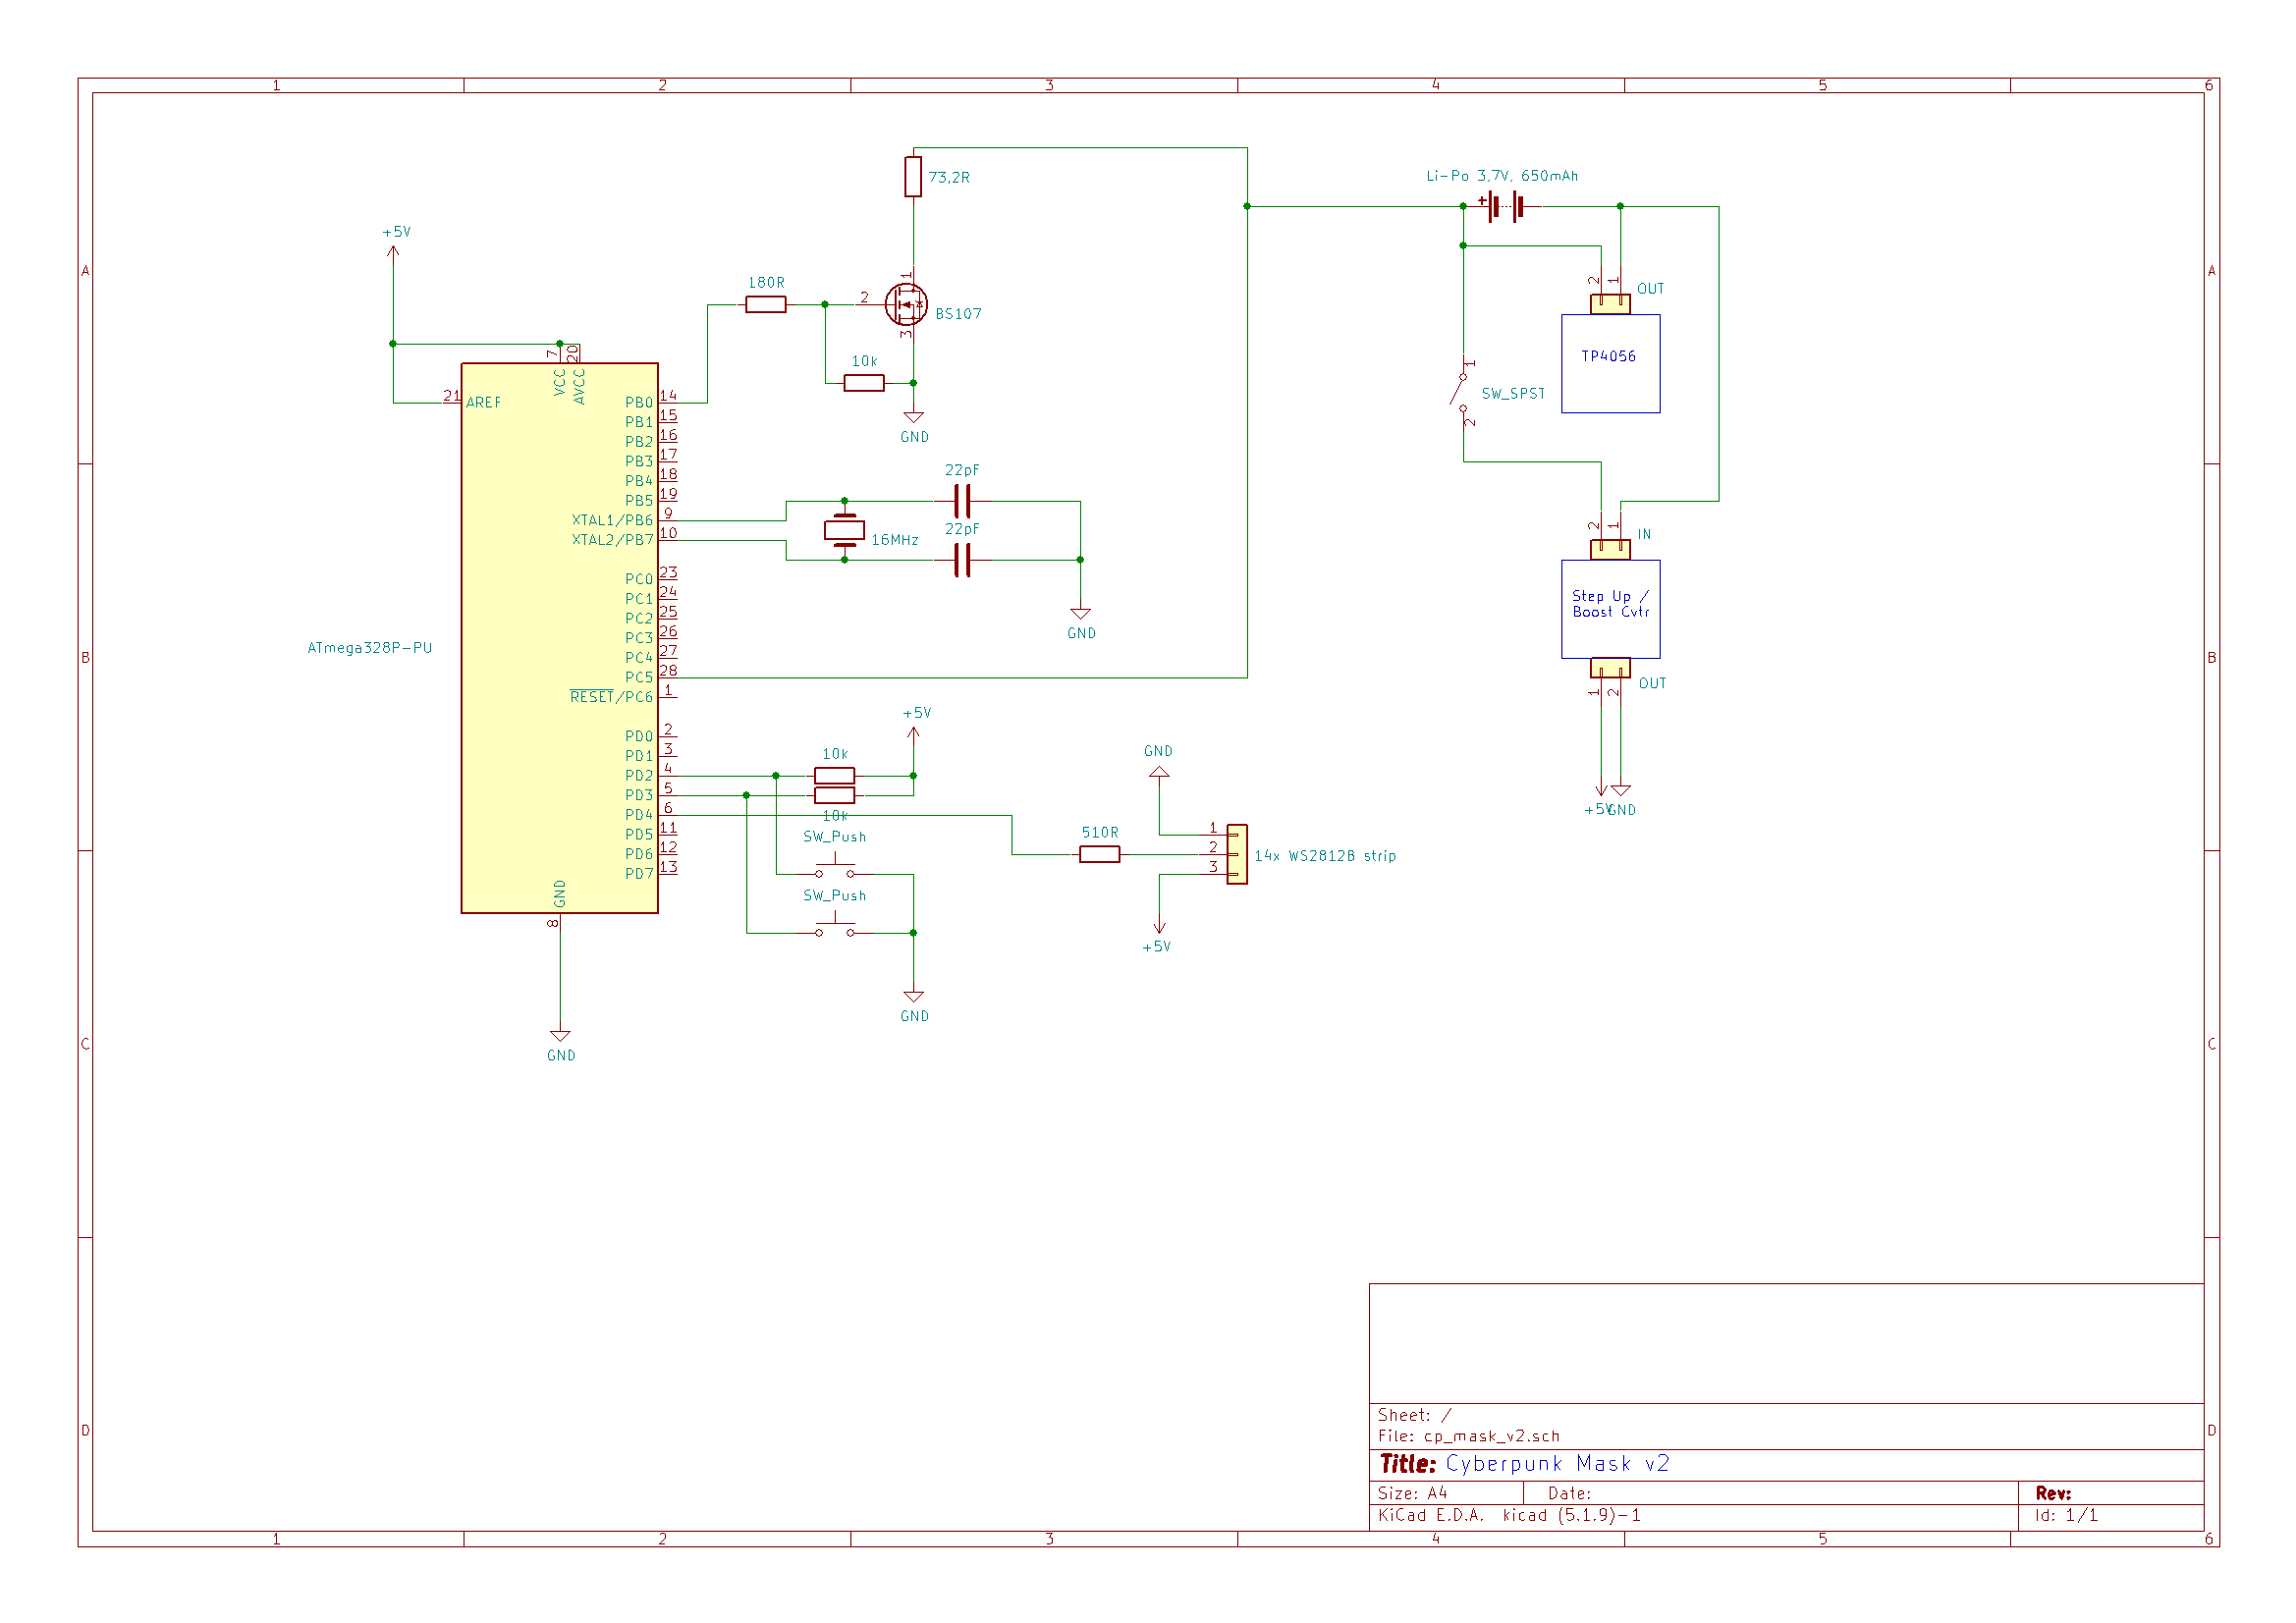 1 2 3 4 5 6
Li-Po 3,7V, 650mAh
73,2R
+5V
A
A
180R
1
2
BS107
3
2 1
OUT
TP4056
10k
GND
1
SW_SPST
2
7
20
VCC
AVCC
21
AREF
PB0
14
PB1
15
PB2
16
PB3
17
PB4
18
PB5
19
XTAL1/PB6
9
XTAL2/PB7
10
PC0
23
PC1
24
PC2
25
PC3
26
PC4
27
PC5
28
RESET/PC6
1
PD0
2
PD1
3
PD2
4
PD3
5
PD4
6
PD5
11
PD6
12
PD7
13
GND
8
GND
ATmega328P-PU
22pF
22pF
16MHz
GND
2 1
IN
Step Up /
Boost Cvtr
OUT
1 2
+5V
GND
B
B
+5V
10k
10k
SW_Push
SW_Push
GND
GND
510R
1
2
3
14x WS2812B strip
+5V
C
C
D
D
Sheet: /
File: cp_mask_v2.sch
Title: Cyberpunk Mask v2
Size: A4 Date: Rev:
KiCad E.D.A. kicad (5.1.9)-1 Id: 1/1
1 2 3 4 5 6